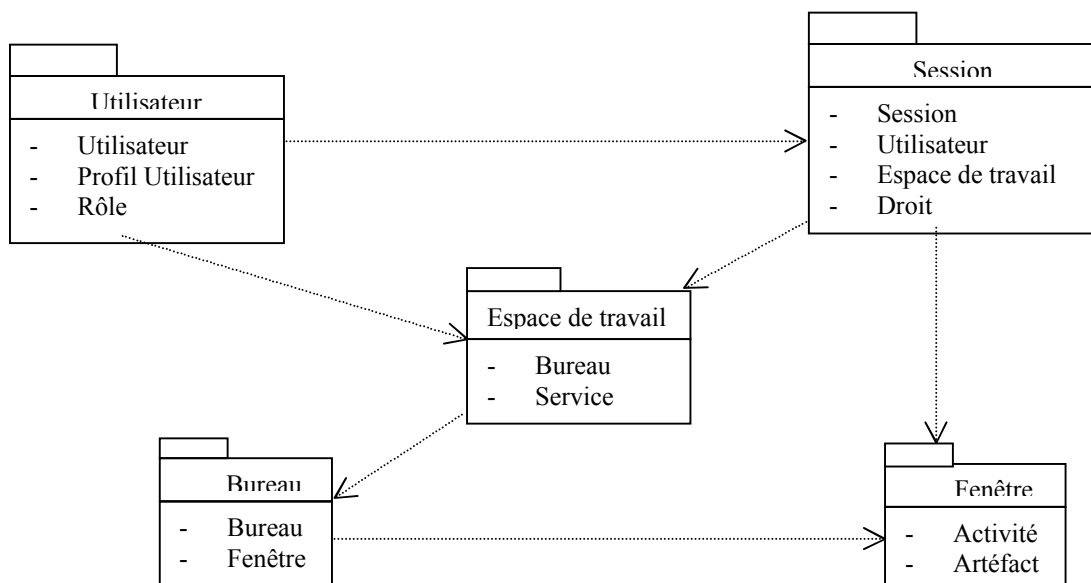 Utilisateur
- Utilisateur
- Profil Utilisateur
- Rôle
Session
- Session
- Utilisateur
- Espace de travail
- Droit
Espace de travail
- Bureau
- Service
Bureau
- Bureau
- Fenêtre
Fenêtre
- Activité
- Artéfact